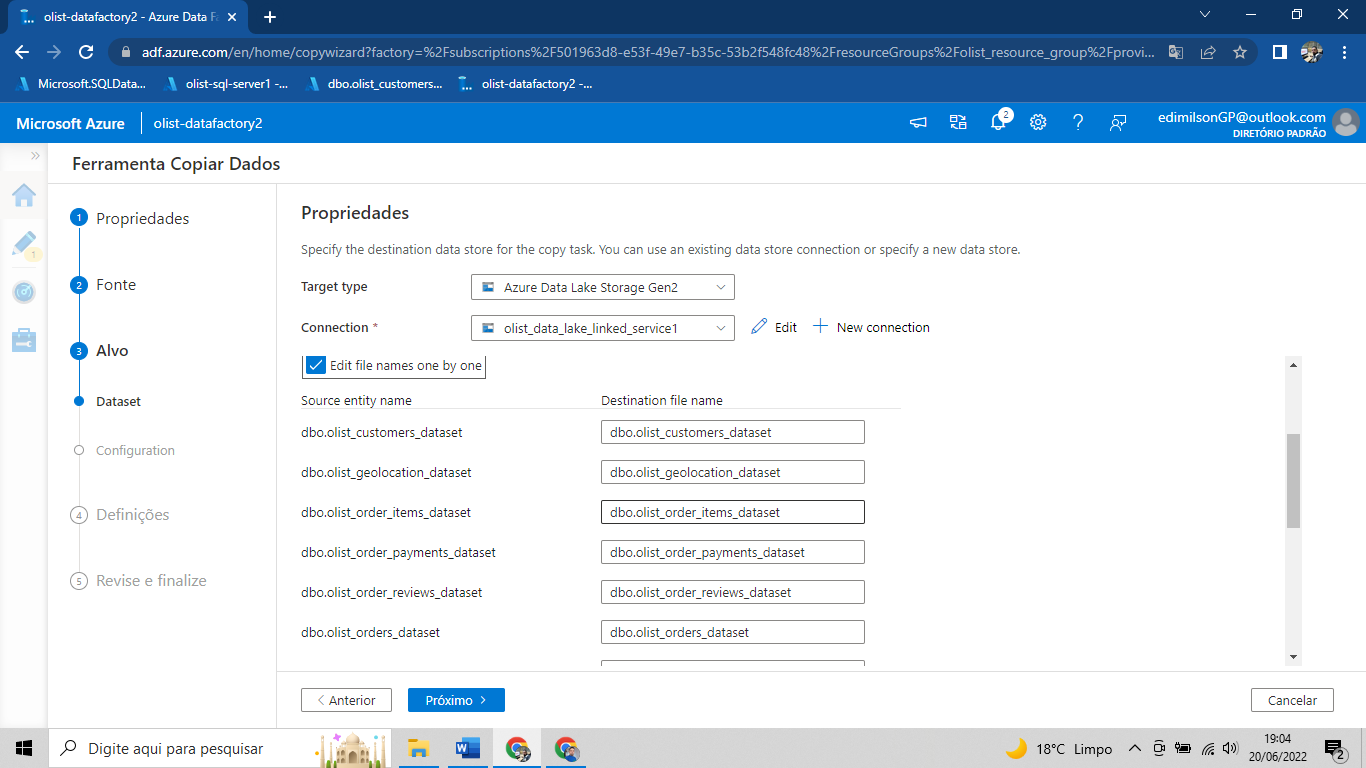 olist-datafactory2 - Azure Data F
adf.azure.com/en/home/copywizard?factory=%2Fsubscriptions%2F501963d8-e53f-49e7-b35c-53b2f548fc48%2FresourceGroups%2Folist_resource_group%2Fprovi...
Microsoft.SQLData... olist-sql-server1 -... dbo.olist_customers... olist-datafactory2 -...
Microsoft Azure olist-datafactory2 2 edimilsonGP@outlook.com
DIRETÓRIO PADRÃO
Ferramenta Copiar Dados
1 Propriedades
2 Fonte
3 Alvo
Dataset
Configuration
4 Definições
5 Revise e finalize
1
Propriedades
Specify the destination data store for the copy task. You can use an existing data store connection or specify a new data store.
Target type Azure Data Lake Storage Gen2
Connection * olist_data_lake_linked_service1 Edit New connection
Edit file names one by one
Source entity name Destination file name
dbo.olist_customers_dataset dbo.olist_customers_dataset
dbo.olist_geolocation_dataset dbo.olist_geolocation_dataset
dbo.olist_order_items_dataset dbo.olist_order_items_dataset
dbo.olist_order_payments_dataset dbo.olist_order_payments_dataset
dbo.olist_order_reviews_dataset dbo.olist_order_reviews_dataset
dbo.olist_orders_dataset dbo.olist_orders_dataset
< Anterior Próximo > Cancelar
Digite aqui para pesquisar 18°C Limpo 19:04
20/06/2022 2